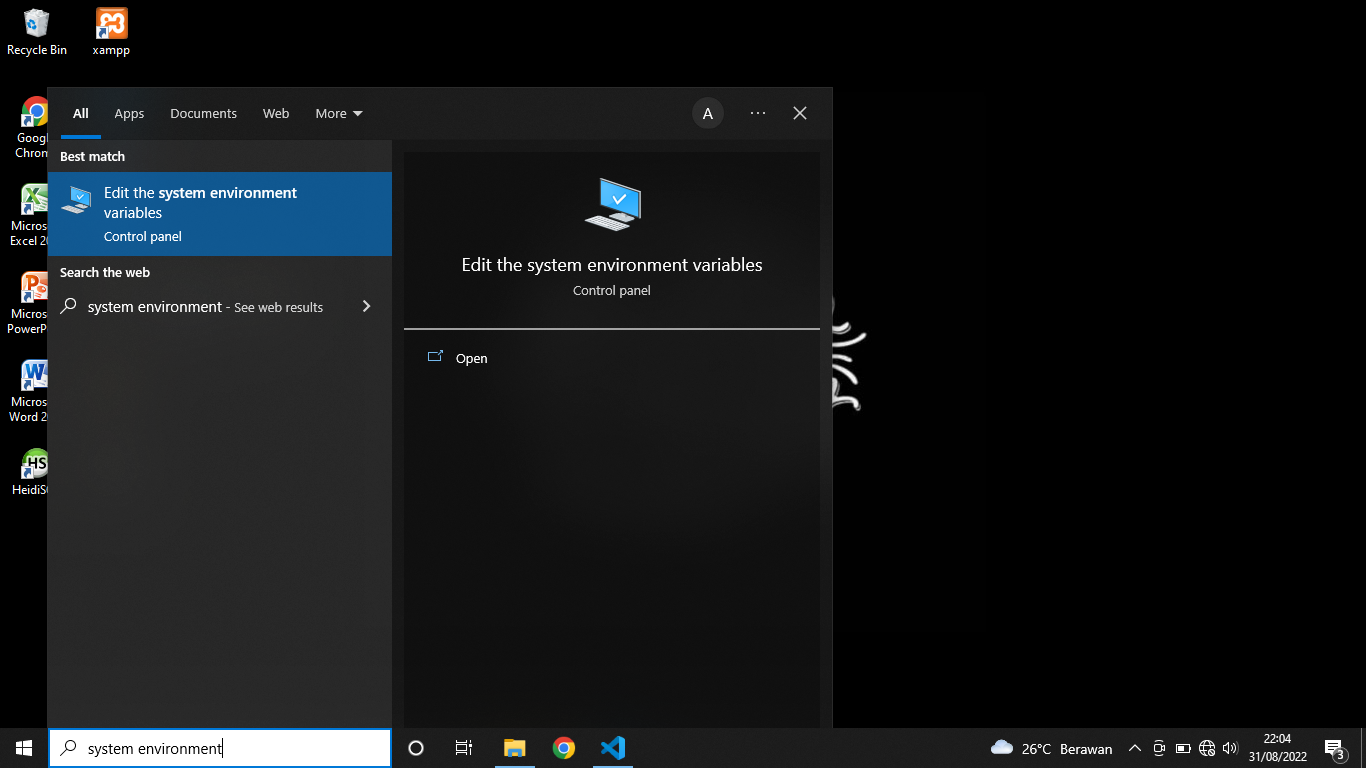 Recycle Bin
xampp
All
Apps
Documents
Web
More
A
Best match
Edit the system environment
variables
Control panel
Search the web
system environment - See web results
Edit the system environment variables
Control panel
Open
Googl
Chrom
Micros
Excel 20
Micros
PowerP
Micros
Word 2
HS
HeidiS
system environment
26°C Berawan
22:04
31/08/2022
3